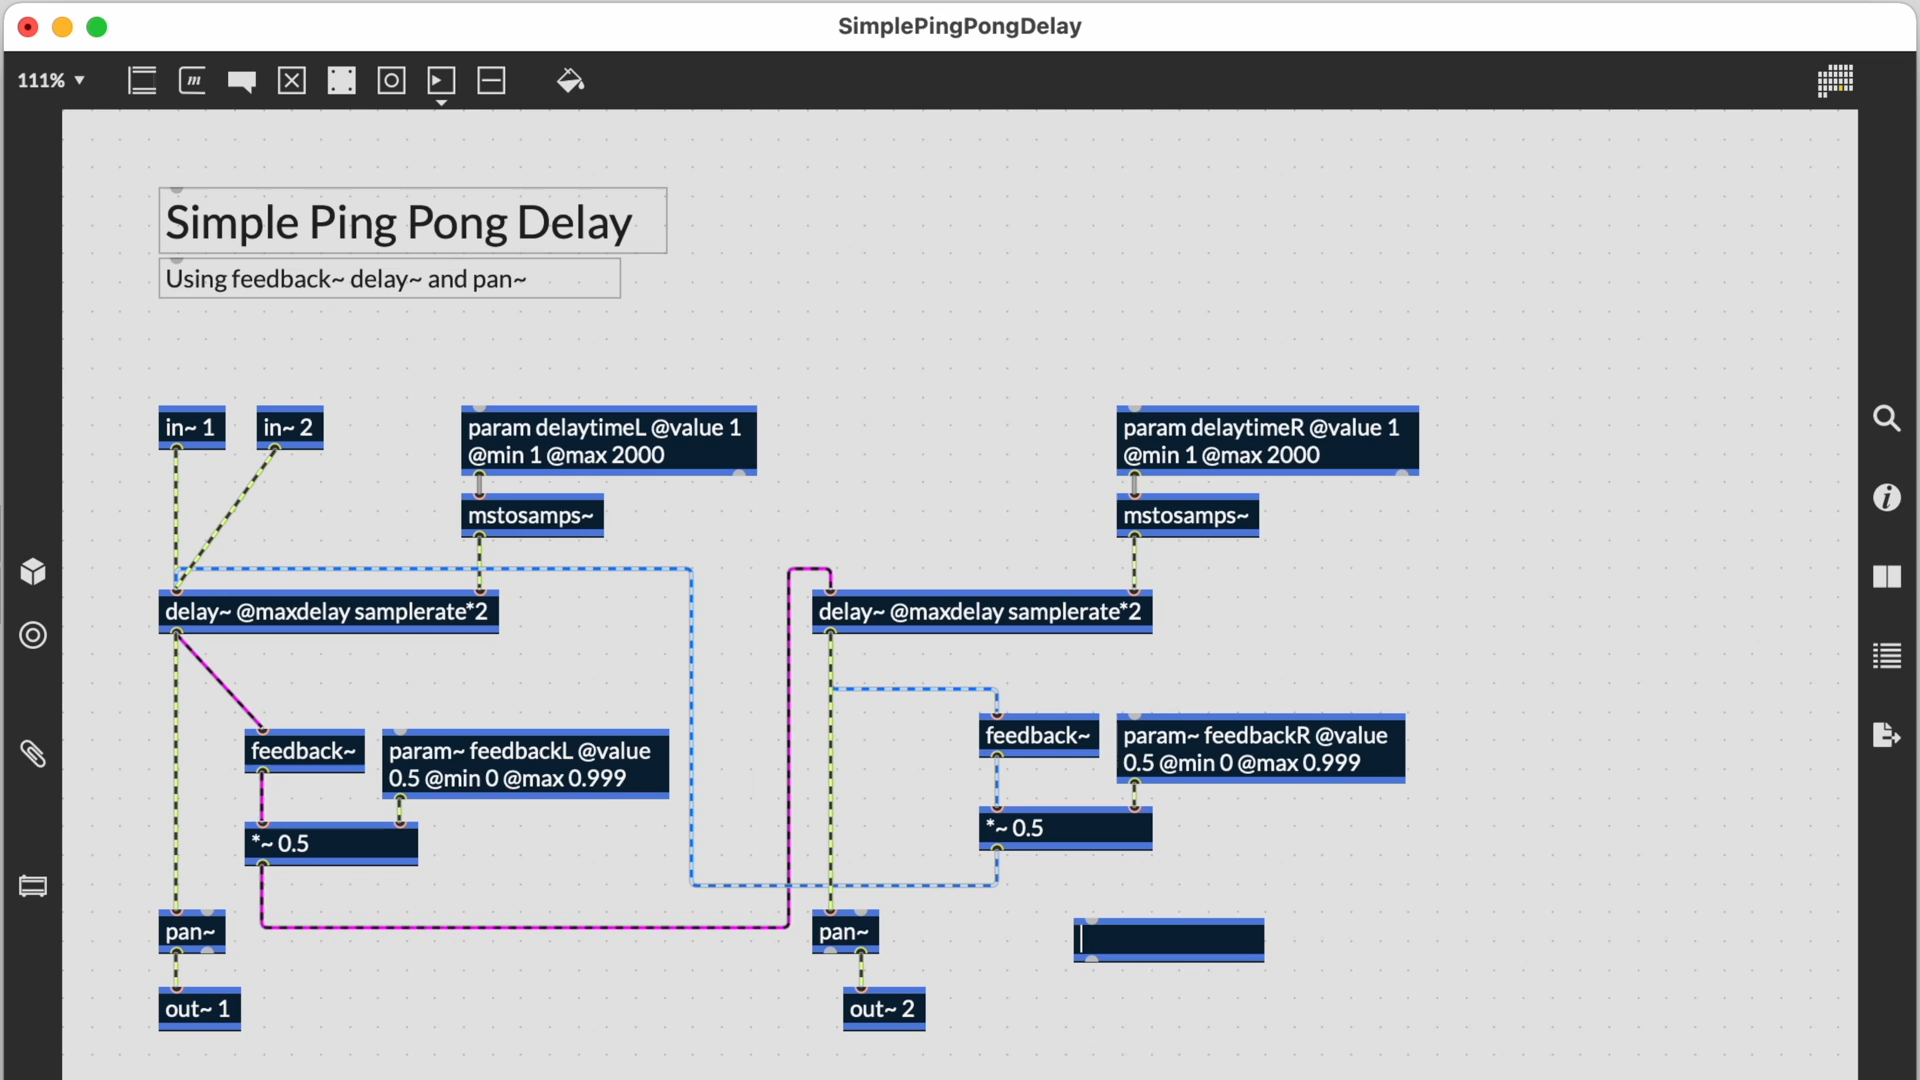 SimplePingPongDelay
111%
m
Simple Ping Pong Delay
Using feedback~ delay~ and pan~
in~ 1
in~ 2
param delaytimeL @value 1
@min 1 @max 2000
param delaytimeR @value 1
@min 1 @max 2000
mstosamps~
mstosamps~
delay~ @maxdelay samplerate*2
delay~ @maxdelay samplerate*2
feedback~
param~ feedbackL @value
0.5 @min 0 @max 0.999
feedback~
param~ feedbackR @value
0.5 @min 0 @max 0.999
*~ 0.5
*~ 0.5
pan~
pan~
out~ 1
out~ 2